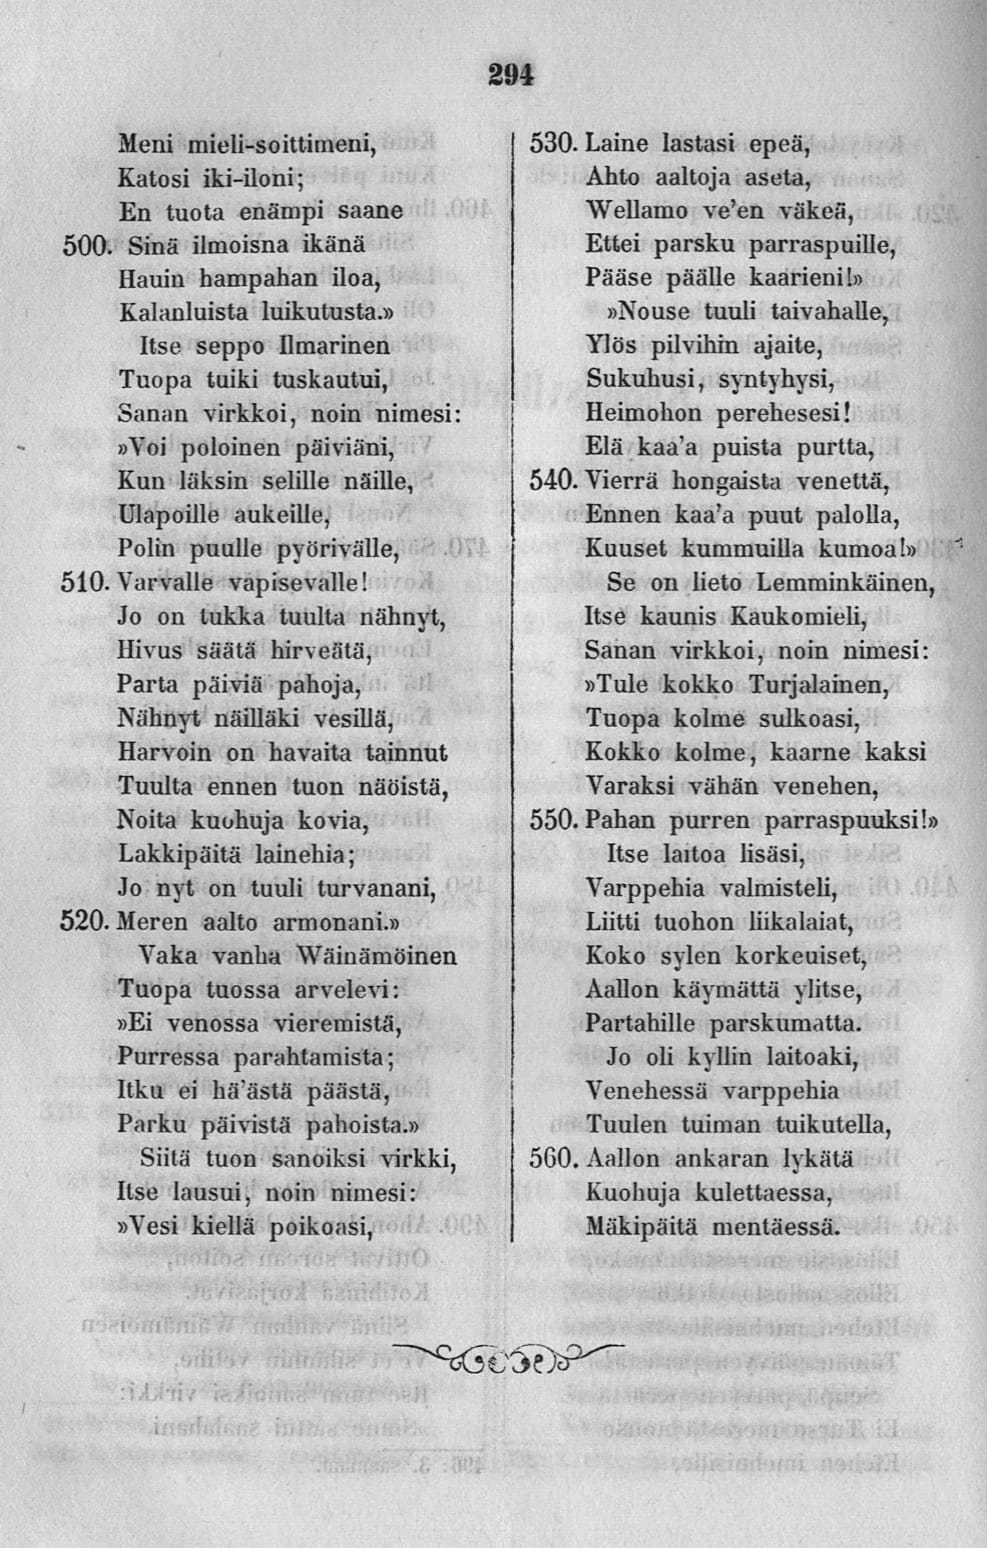 294
Meni mieli-soittimeni,
Katosi iki-iloni;
En tuota enämpi saane
500. Sinä ilmoisna ikänä
Hauin hampahan iloa,
Kalanluista luikutusta.»
Itse seppo Ilmarinen
Tuopa tuiki tuskautui,
Sanan virkkoi, noin nimesi:
»Voi poloinen päiviäni,
Kun läksin selille näille,
Ulapoille aukeille,
Polin puulle pyörivälle,
510. Varvalle vapisevalle!
Jo on tukka tuulta nähnyt,
Hivus säätä hirveätä,
Parta päiviä pahoja,
Nähnyt näilläki vesillä,
Harvoin on havaita tainnut
Tuulta ennen tuon näöistä,
Noita kuohuja kovia,
Lakkipäitä lainehia;
Jo nyt on tuuli turvanani,
520. Meren aalto armonani.»
Vaka vanha Wäinämöinen
Tuopa tuossa arvelevi:
»Ei venossa vieremistä,
Purressa parahtamista;
Itku ei hä'ästä päästä,
Parku päivistä pahoista.»
Siitä tuon sanoiksi virkki,
Itse lausui, noin nimesi:
»Vesi kiellä poikoasi,
530. Laine lastasi epeä,
Ahto aaltoja aseta,
Wellamo ve'en väkeä,
Ettei parsku parraspuille,
Pääse päälle kaarieni!»
»Nouse tuuli taivahalle,
Ylös pilvihin ajaite,
Sukuhusi, syntyhysi,
Heimohon perehesesi!
Elä kaa'a puista purtta,
540. Vierrä hongaista venettä,
Ennen kaa'a puut palolla,
Kuuset kummuilla kumoa!»
Se on lieto Lemminkäinen,
Itse kaunis Kaukomieli,
Sanan virkkoi, noin nimesi:
»Tule kokko Turjalainen,
Tuopa kolme sulkoasi,
Kokko kolme, kaarne kaksi
Varaksi vähän venehen,
550. Pahan purren parraspuuksi!»
Itse laitoa lisäsi,
Varppehia valmisteli,
Liitti tuohon liikalaiat,
Koko sylen korkeuiset,
Aallon käymättä ylitse,
Partahille parskumatta.
Jo oli kyllin laitoaki,
Venehessä varppehia
Tuulen tuiman tuikutella,
560. Aallon ankaran lykätä
Kuohuja kulettaessa,
Mäkipäitä mentäessä.